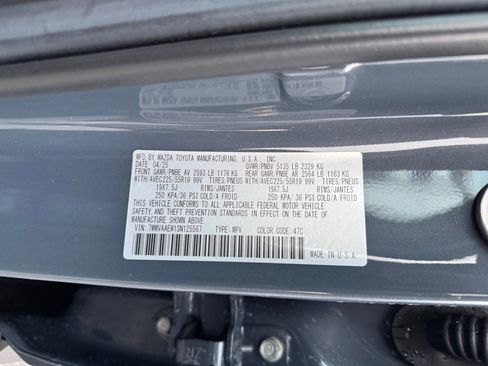 MFD. BY MAZDA TOYOTA MANUFACTURING, U.S.A., INC.
DATE: 04/25 GVWR/PNBV 5135 LB 2329 KG
FRONT GAWR/PNBE AV 2593 LB 1176 KG REAR GAWR/PNBE AR 2564 LB 1163 KG
WITH/AVEC225/55R19 99V TIRES/PNEUS WITH/AVEC225/55R19 99V TIRES/PNEUS
19X7.5J RIMS/JANTES 19X7.5J RIMS/JANTES
250 KPA/36 PSI COLD/A FROID 250 KPA/36 PSI COLD/A FROID
THIS VEHICLE CONFORMS TO ALL APPLICABLE FEDERAL MOTOR VEHICLE
SAFETY AND THEFT PREVENTION STANDARDS IN EFFECT ON THE DATE OF
MANUFACTURE SHOWN ABOVE.
VIN: 7MMVAAEW1SN125567 TYPE: MPV COLOR CODE: 47C
MADE IN U.S.A.